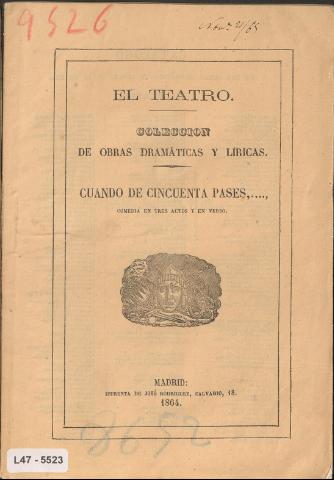 9526
EL TEATRO.
COLECCION
DE OBRAS DRAMÁTICAS Y LÍRICAS.
CUANDO DE CINCUENTA PASES,....,
COMEDIA EN TRES ACTOS Y EN VERSO.
MADRID:
IMPRENTA DE JOSÉ RODRIGUEZ, CALVARIO, 18.
1864.
8652
L47 - 5523